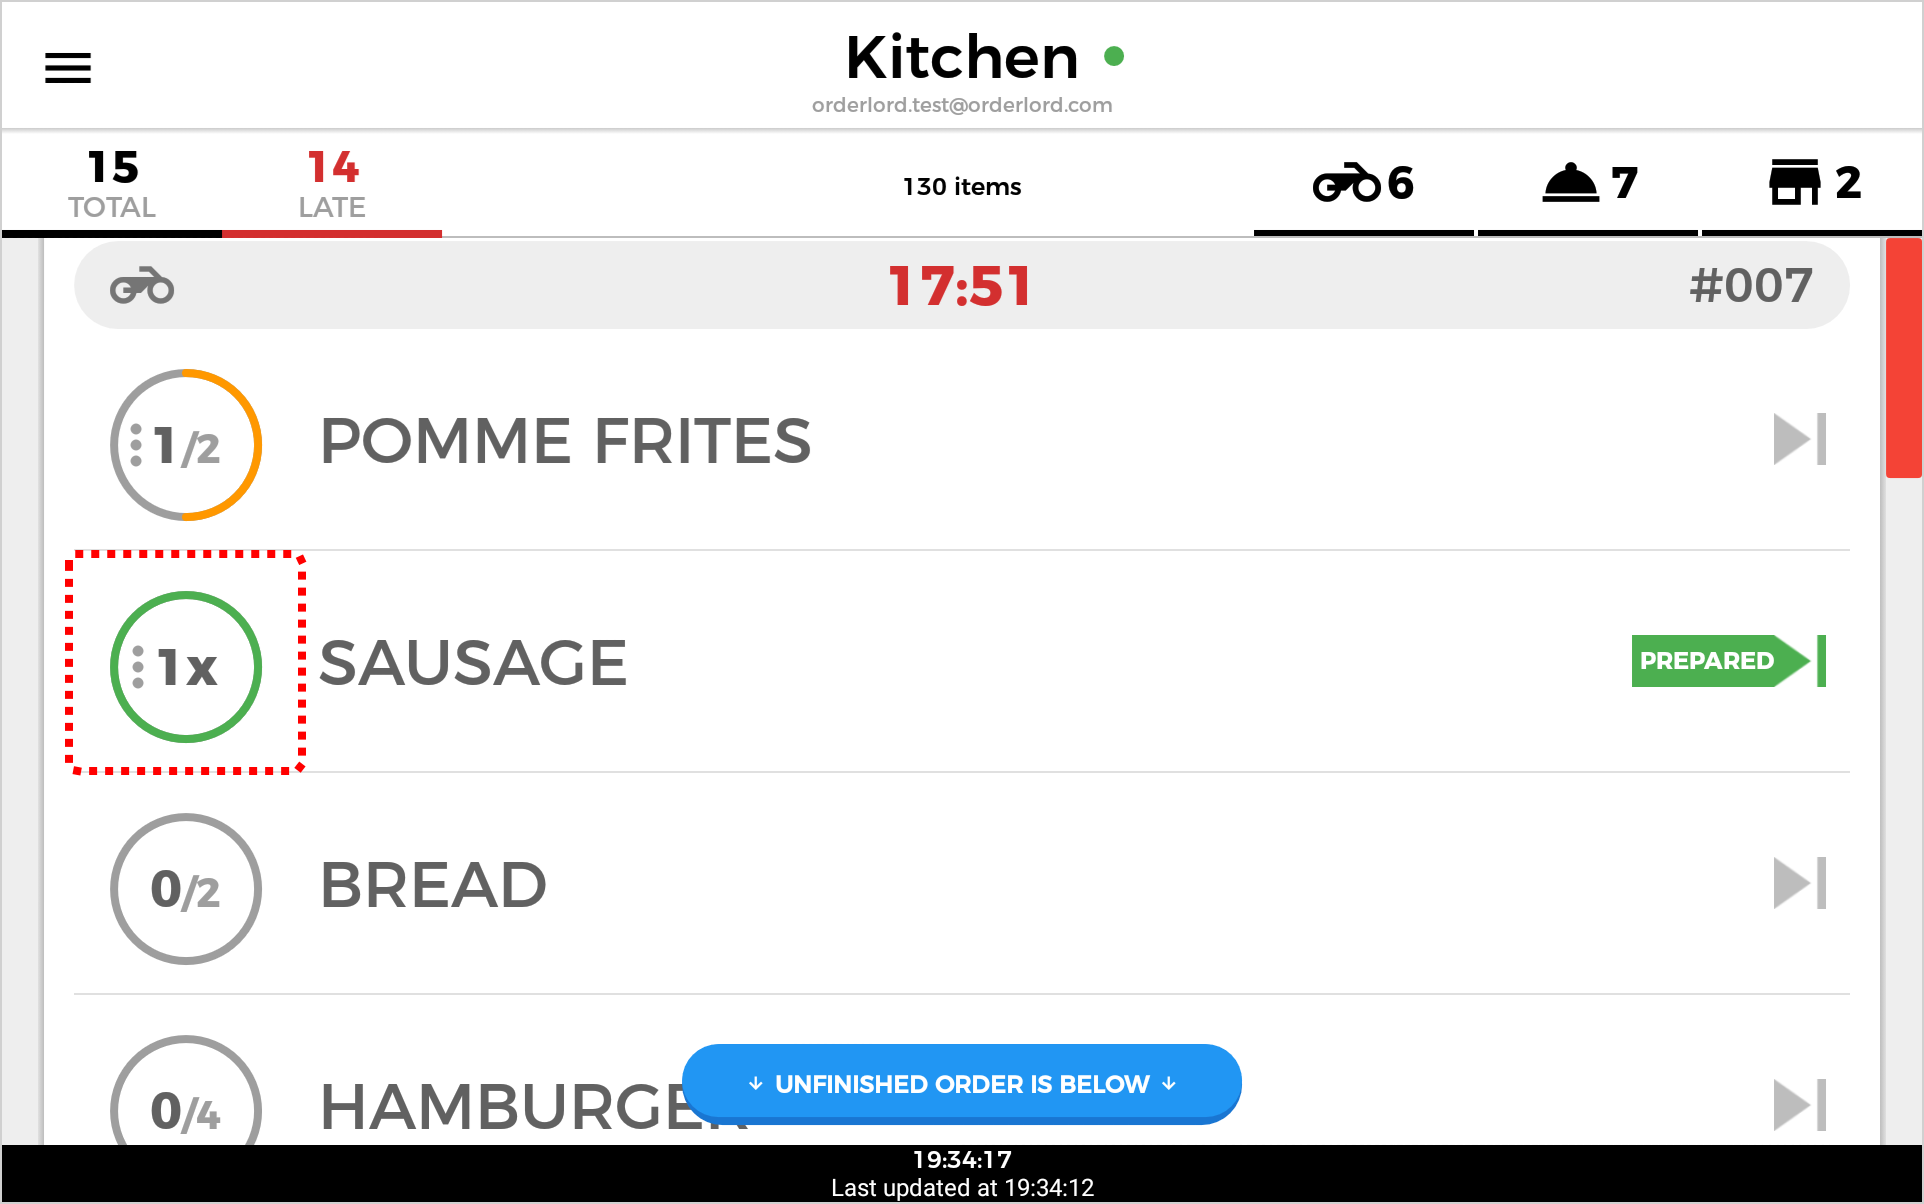 Kitchen
orderlord.test@orderlord.com
15
TOTAL
14
LATE
130 items
6
7
2
17:51
#007
1/2
POMME FRITES
1x
SAUSAGE
PREPARED
0/2
BREAD
0/4
HAMBURGER
↓ UNFINISHED ORDER IS BELOW ↓
19:34:17
Last updated at 19:34:12